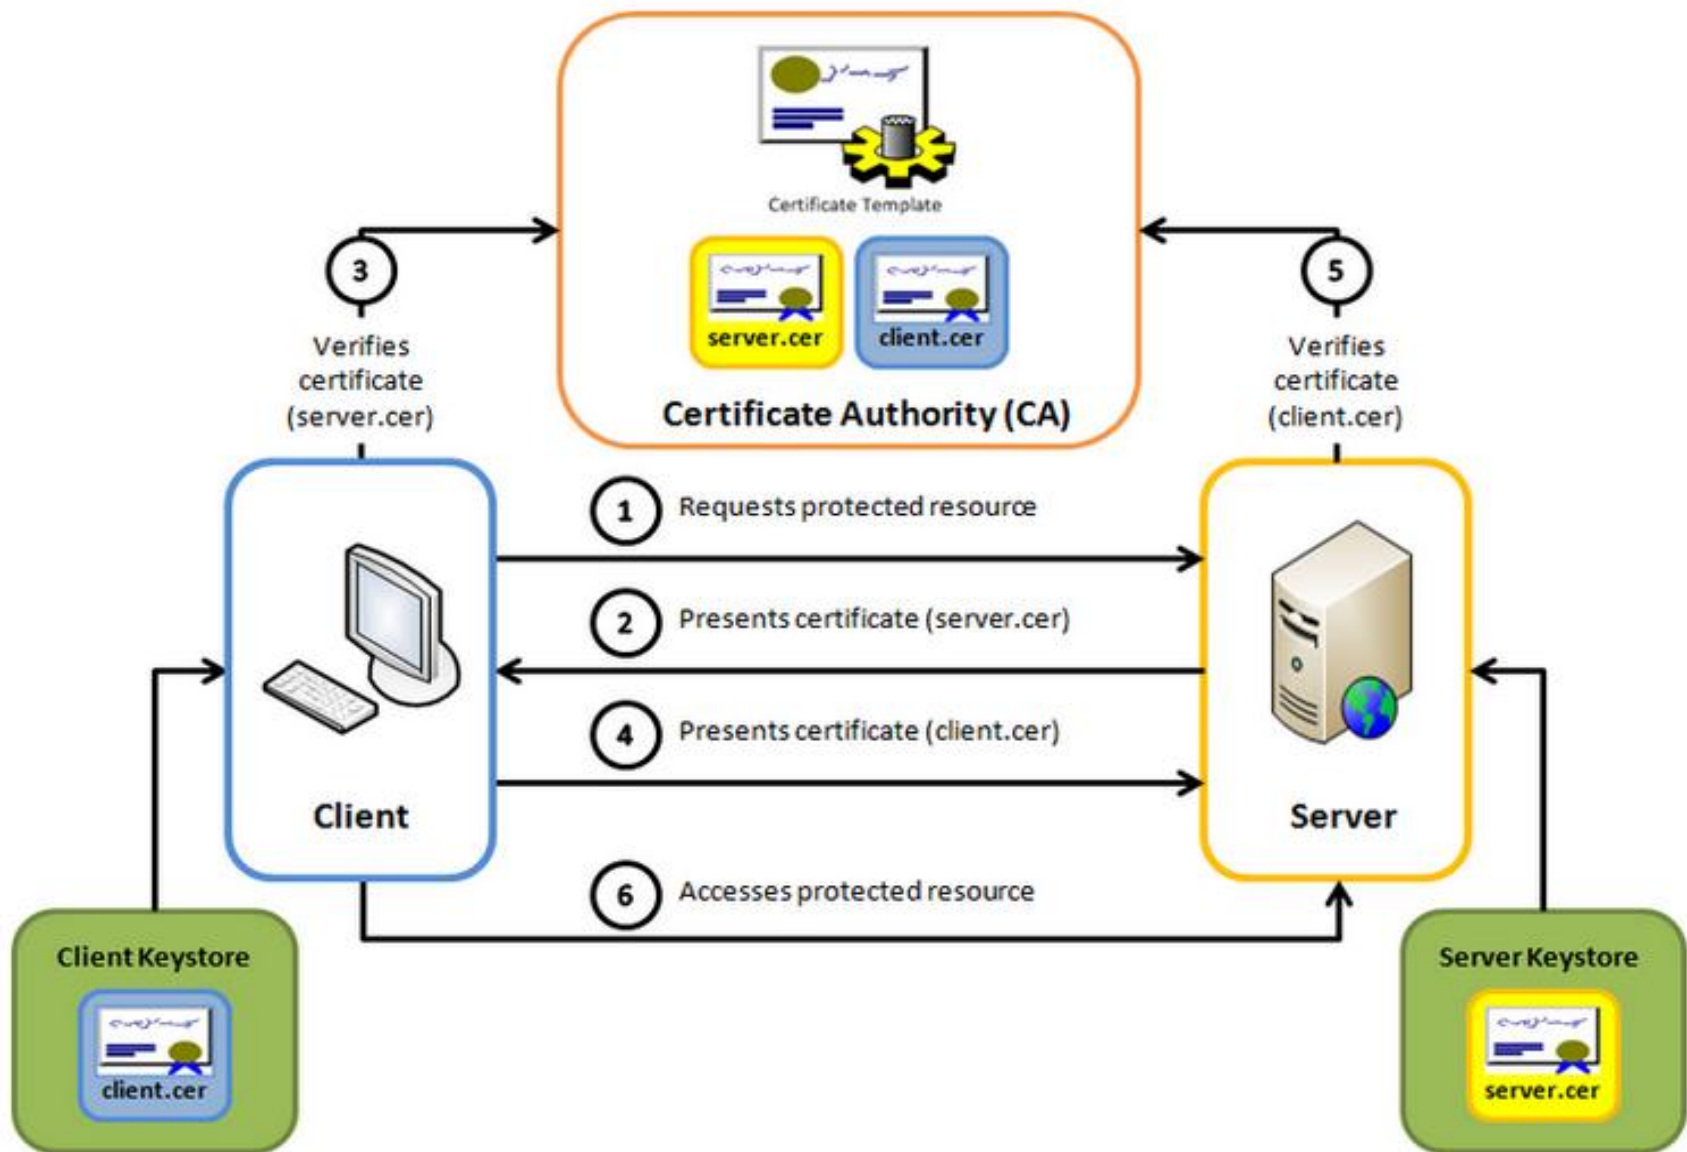 Certificate Template
server.cer
client.cer
Certificate Authority (CA)
3
Verifies
certificate
(server.cer)
5
Verifies
certificate
(client.cer)
1
Requests protected resource
2
Presents certificate (server.cer)
4
Presents certificate (client.cer)
Client
Server
6
Accesses protected resource
Client Keystore
client.cer
Server Keystore
server.cer